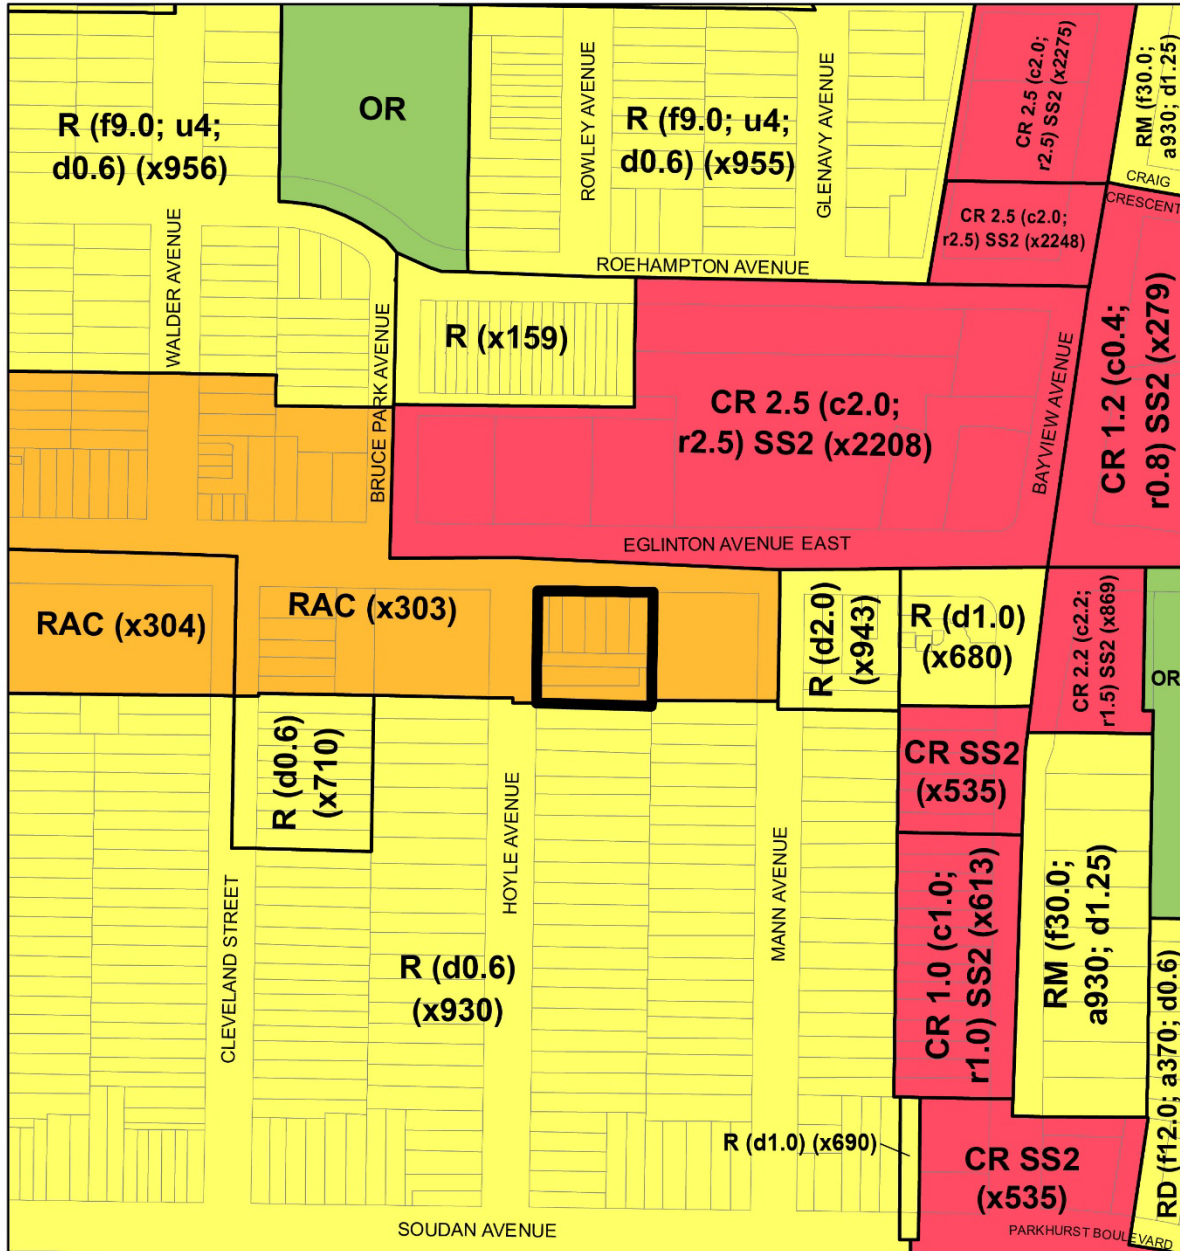 R (f9.0; u4;
d0.6) (x956)
OR
ROWLEY AVENUE
R (f9.0; u4;
d0.6) (x955)
GLENAVY AVENUE
CR 2.5 (c2.0;
r2.5) SS2 (x2275)
RM (f30.0;
a930; d1.25)
CRAIG
CRESCENT
CR 2.5 (c2.0;
r2.5) SS2 (x2248)
WALDER AVENUE
ROEHAMPTON AVENUE
BRUCE PARK AVENUE
R (x159)
CR 2.5 (c2.0;
r2.5) SS2 (x2208)
BAYVIEW AVENUE
CR 1.2 (c0.4;
r0.8) SS2 (x279)
EGLINTON AVENUE EAST
RAC (x304)
RAC (x303)
R (d2.0)
(x943)
R (d1.0)
(x680)
CR 2.2 (c2.2;
r1.5) SS2 (x869)
OR
R (d0.6)
(x710)
CR SS2
(x535)
HOYLE AVENUE
MANN AVENUE
CLEVELAND STREET
R (d0.6)
(x930)
CR 1.0 (c1.0;
r1.0) SS2 (x613)
RM (f30.0;
a930; d1.25)
RD (f12.0; a370; d0.6)
R (d1.0) (x690)
CR SS2
(x535)
SOUDAN AVENUE
PARKHURST BOULEVARD